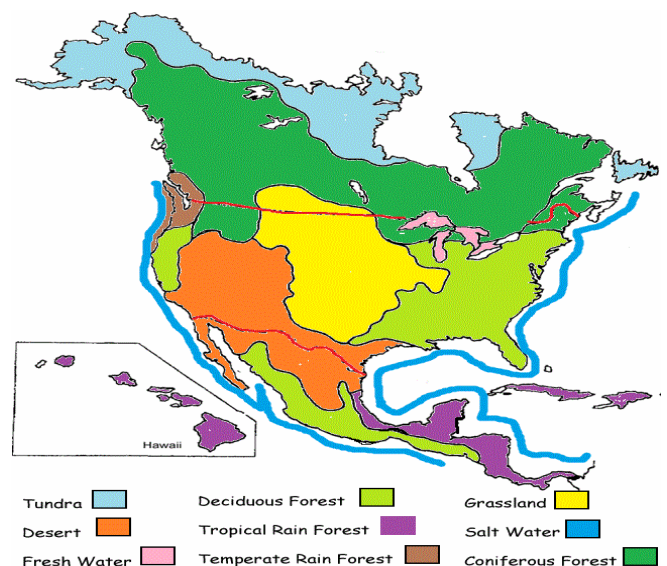 Hawaii
Tundra Deciduous Forest Grassland
Desert Tropical Rain Forest Salt Water
Fresh Water Temperate Rain Forest Coniferous Forest